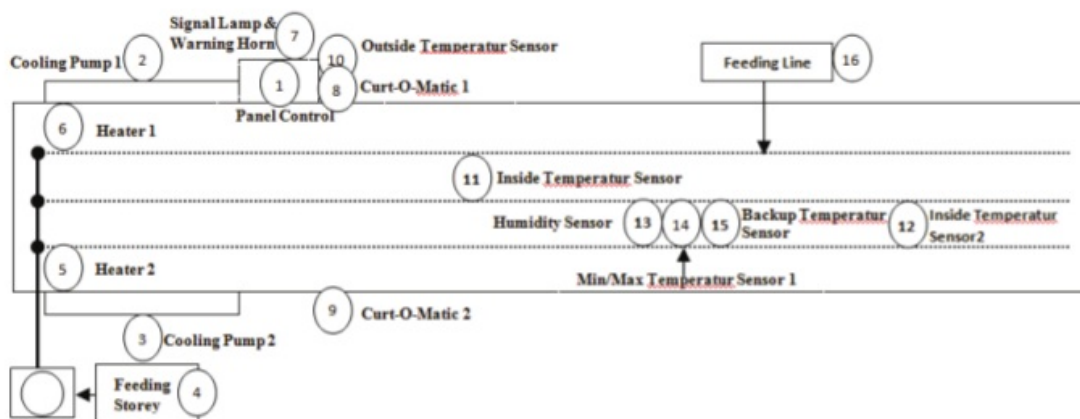 Signal Lamp &
Warning Horn
7
Cooling Pump 1
2
10
Outside Temperatur Sensor
1
8
Curt-O-Matic 1
Panel Control
Feeding Line
16
6
Heater 1
11
Inside Temperatur Sensor
Humidity Sensor
13
14
15
Backup Temperatur
Sensor
12
Inside Temperatur
Sensor2
5
Heater 2
Min/Max Temperatur Sensor 1
9
Curt-O-Matic 2
3
Cooling Pump 2
Feeding
Storey
4